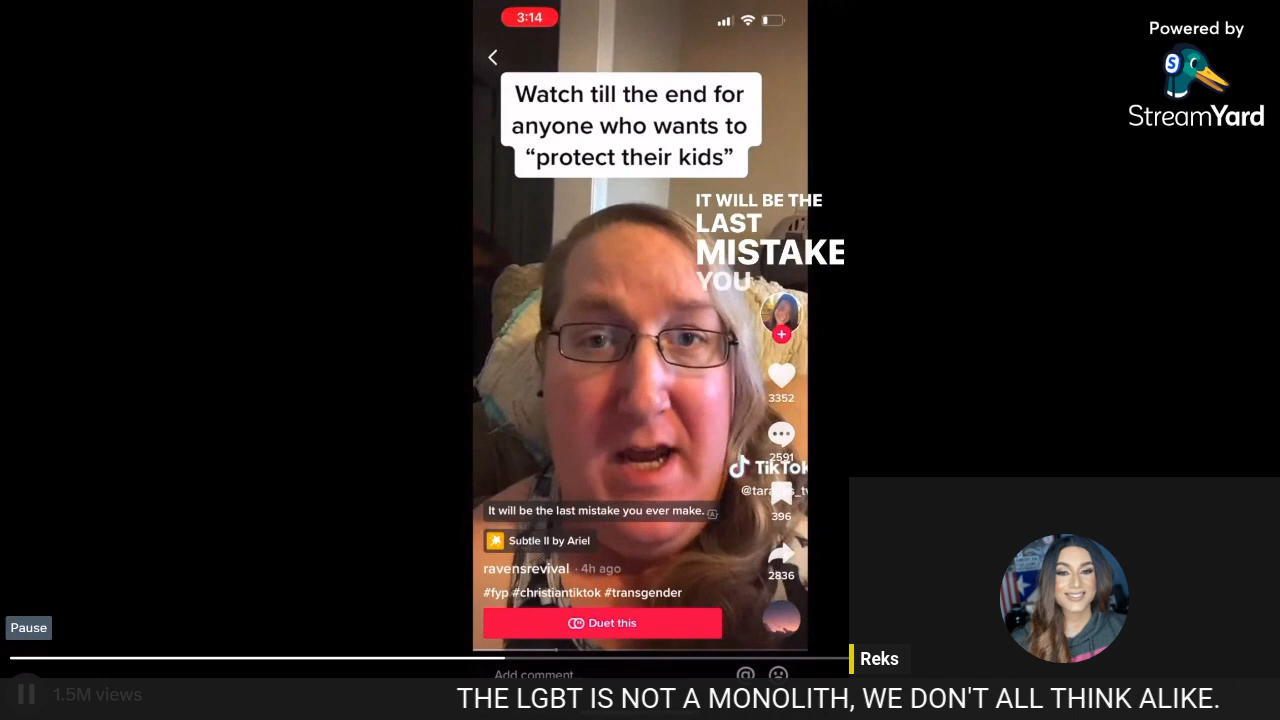 3:14
Powered by
StreamYard
Watch till the end for
anyone who wants to
“protect their kids”
IT WILL BE THE
LAST
MISTAKE
YOU
3352
2591
TikTok
396
It will be the last mistake you ever make.
Subtle II by Ariel
2836
ravensrevival · 4h ago
#fyp #christiantiktok #transgender
Duet this
Pause
Reks
Add comment...
1.5M views
THE LGBT IS NOT A MONOLITH, WE DON'T ALL THINK ALIKE.